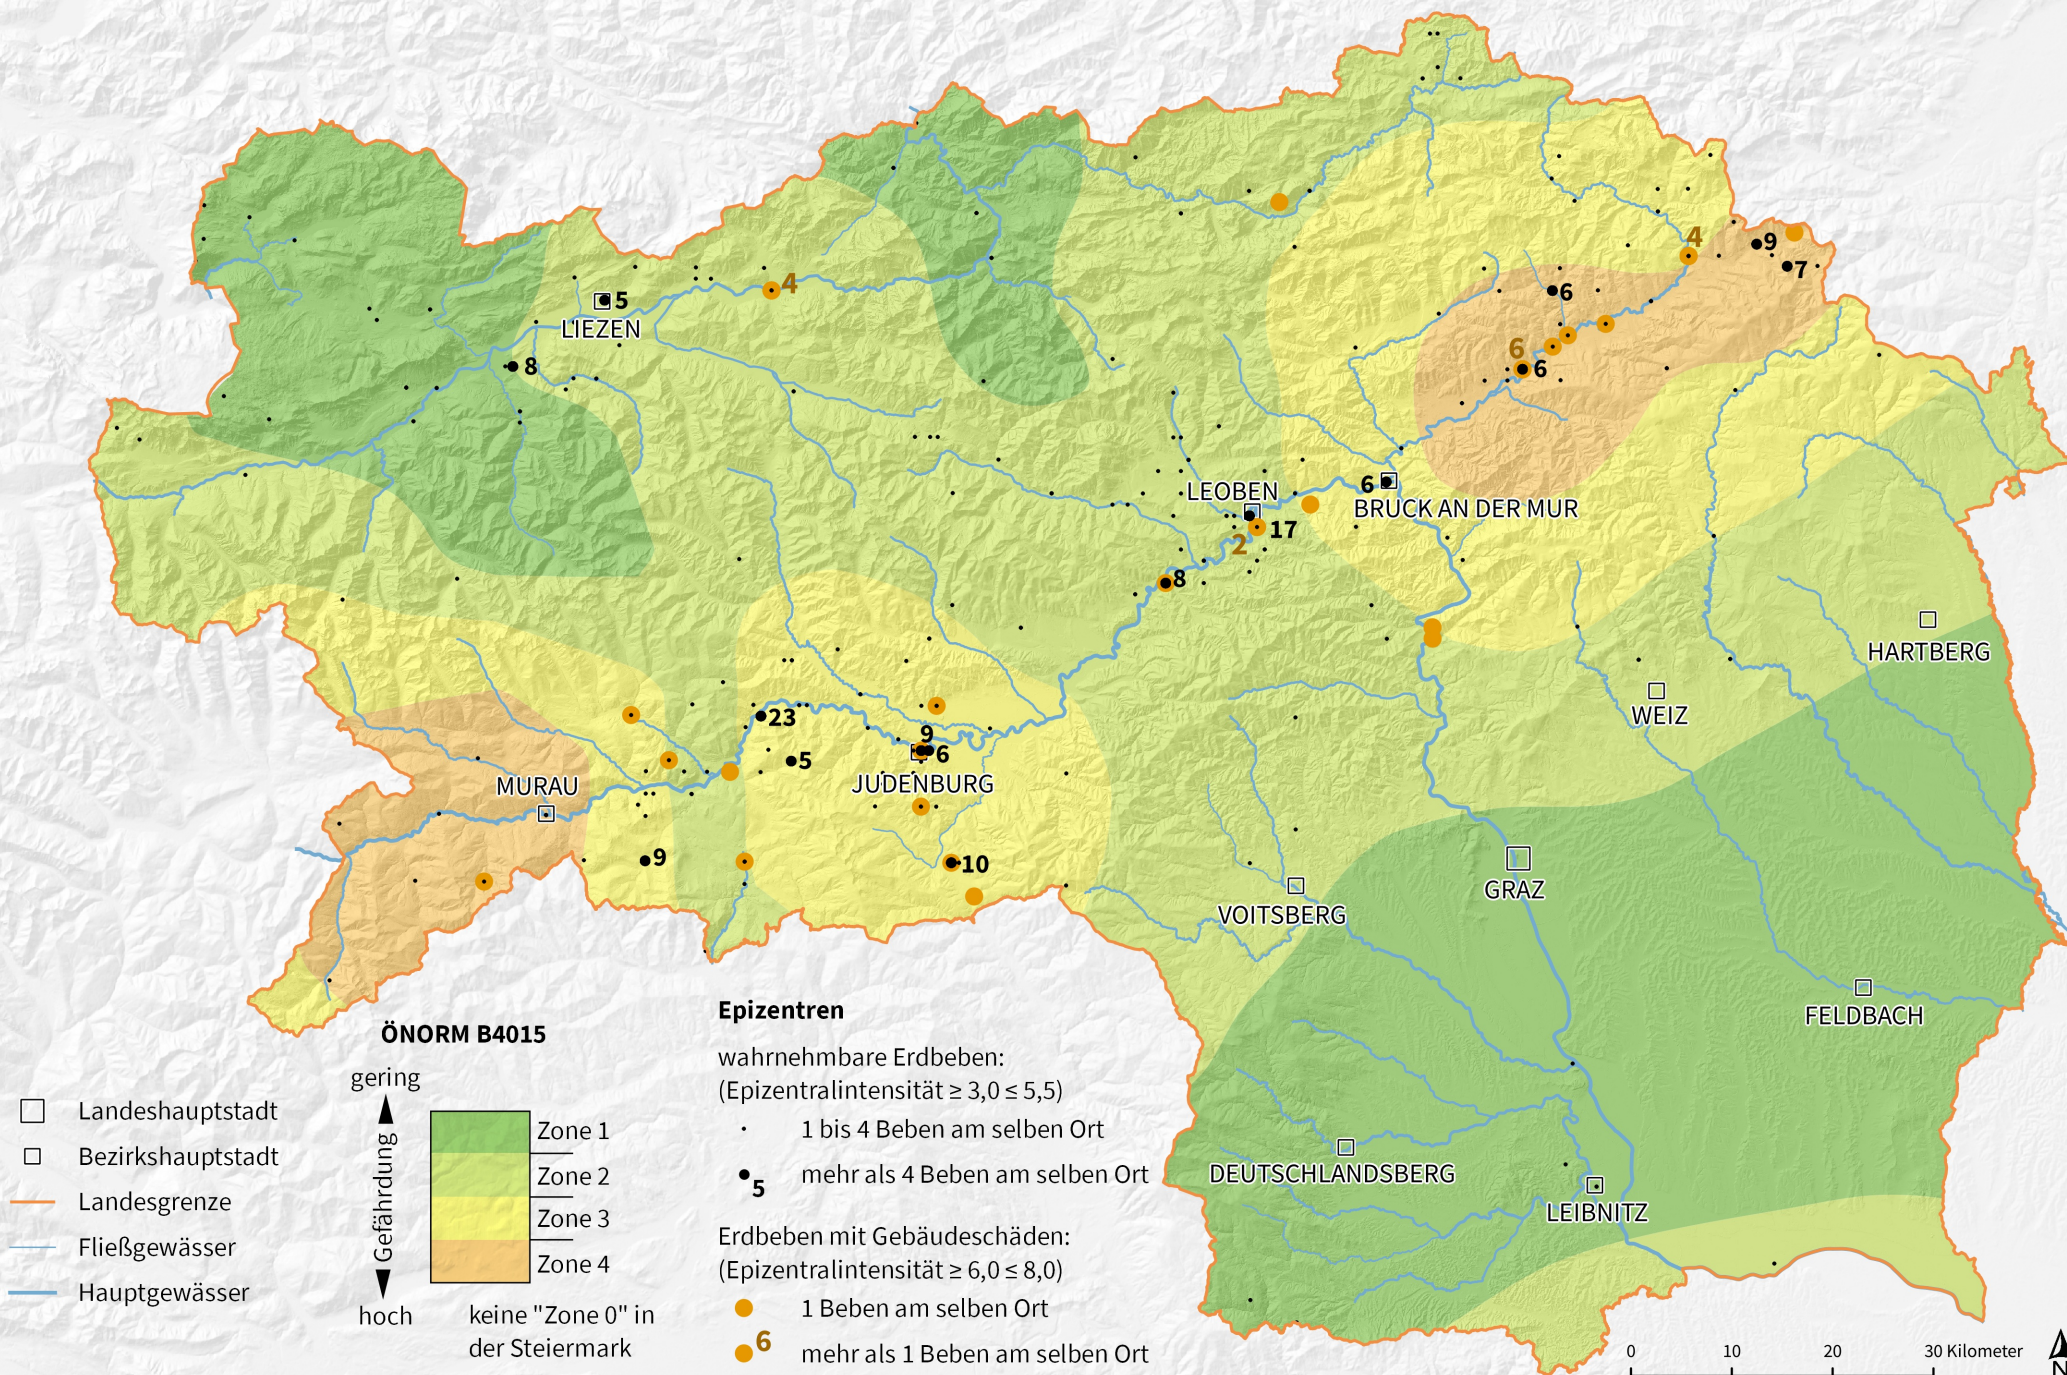 4
9
7
4
6
5
LIEZEN
6
6
8
6
LEOBEN
BRUCK AN DER MUR
17
2
8
HARTBERG
WEIZ
23
9
6
5
JUDENBURG
MURAU
9
10
GRAZ
VOITSBERG
FELDBACH
DEUTSCHLANDSBERG
LEIBNITZ
Landeshauptstadt
Bezirkshauptstadt
Landesgrenze
Fließgewässer
Hauptgewässer
ÖNORM B4015
gering
Gefährdung
hoch
Zone 1
Zone 2
Zone 3
Zone 4
keine "Zone 0" in
der Steiermark
Epizentren
wahrnehmbare Erdbeben:
(Epizentralintensität ≥ 3,0 ≤ 5,5)
1 bis 4 Beben am selben Ort
5 mehr als 4 Beben am selben Ort
Erdbeben mit Gebäudeschäden:
(Epizentralintensität ≥ 6,0 ≤ 8,0)
1 Beben am selben Ort
6 mehr als 1 Beben am selben Ort
0 10 20 30 Kilometer
N